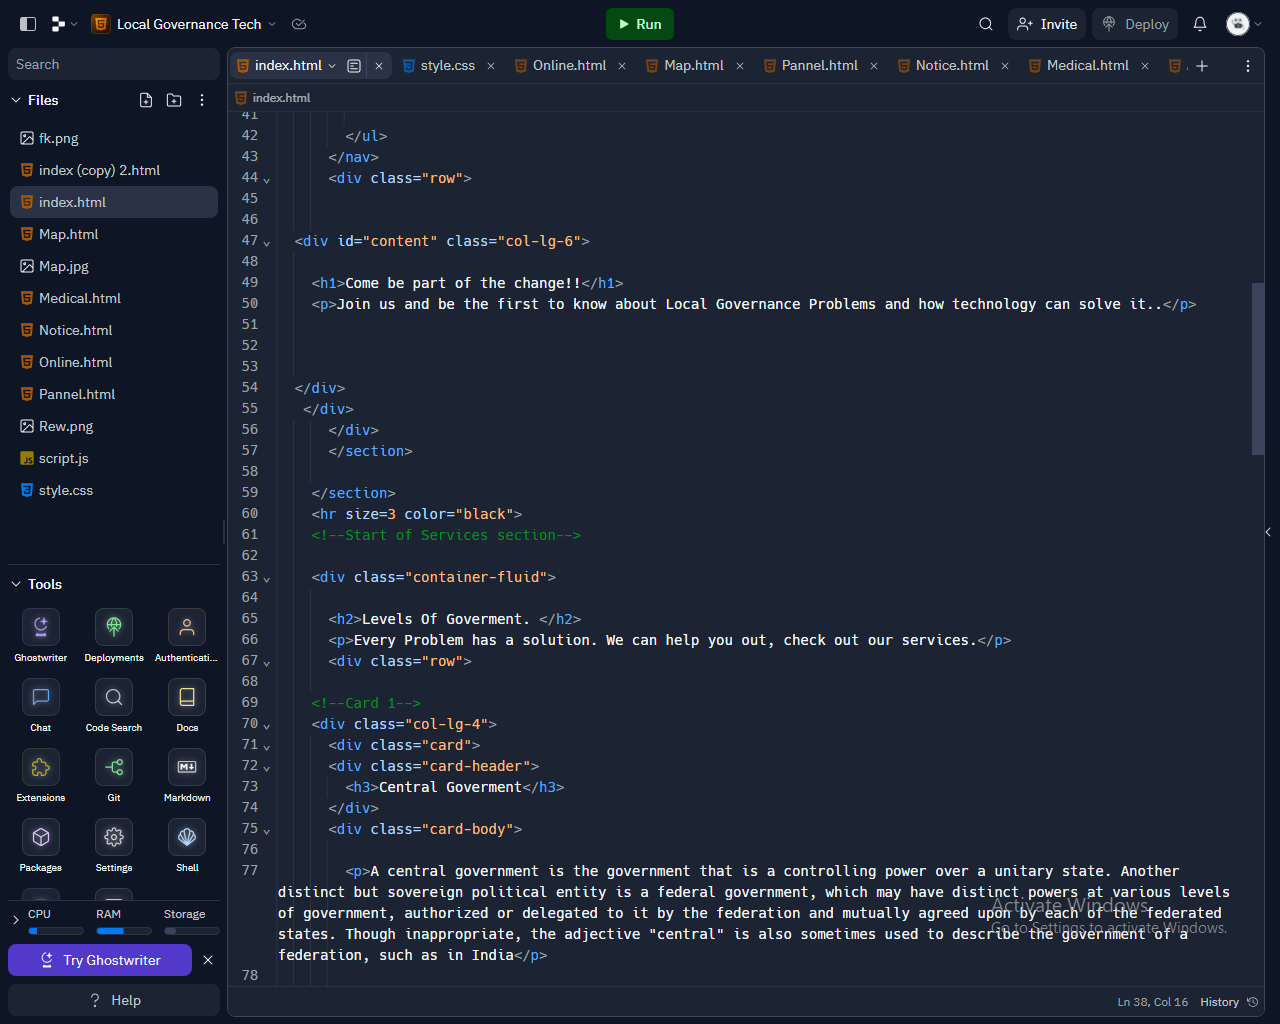 Local Governance Tech
Run
Invite
Deploy
Search
index.html
style.css
Online.html
Map.html
Pannel.html
Notice.html
Medical.html
Files
index.html
fk.png
index (copy) 2.html
index.html
Map.html
Map.jpg
Medical.html
Notice.html
Online.html
Pannel.html
Rew.png
script.js
style.css
Tools
Ghostwriter
Deployments
Authenticati...
Chat
Code Search
Docs
Extensions
Git
Markdown
Packages
Settings
Shell
CPU
RAM
Storage
Try Ghostwriter
? Help
41
42 </ul>
43 </nav>
44 <div class="row">
45
46
47 <div id="content" class="col-lg-6">
48
49 <h1>Come be part of the change!!</h1>
50 <p>Join us and be the first to know about Local Governance Problems and how technology can solve it..</p>
51
52
53
54 </div>
55 </div>
56 </div>
57 </section>
58
59 </section>
60 <hr size=3 color="black">
61 <!--Start of Services section-->
62
63 <div class="container-fluid">
64
65 <h2>Levels Of Goverment. </h2>
66 <p>Every Problem has a solution. We can help you out, check out our services.</p>
67 <div class="row">
68
69 <!--Card 1-->
70 <div class="col-lg-4">
71 <div class="card">
72 <div class="card-header">
73 <h3>Central Goverment</h3>
74 </div>
75 <div class="card-body">
76
77 <p>A central government is the government that is a controlling power over a unitary state. Another
distinct but sovereign political entity is a federal government, which may have distinct powers at various levels
of government, authorized or delegated to it by the federation and mutually agreed upon by each of the federated
states. Though inappropriate, the adjective "central" is also sometimes used to describe the government of a
federation, such as in India</p>
78
Activate Windows
Go to Settings to activate Windows.
Ln 38, Col 16
History